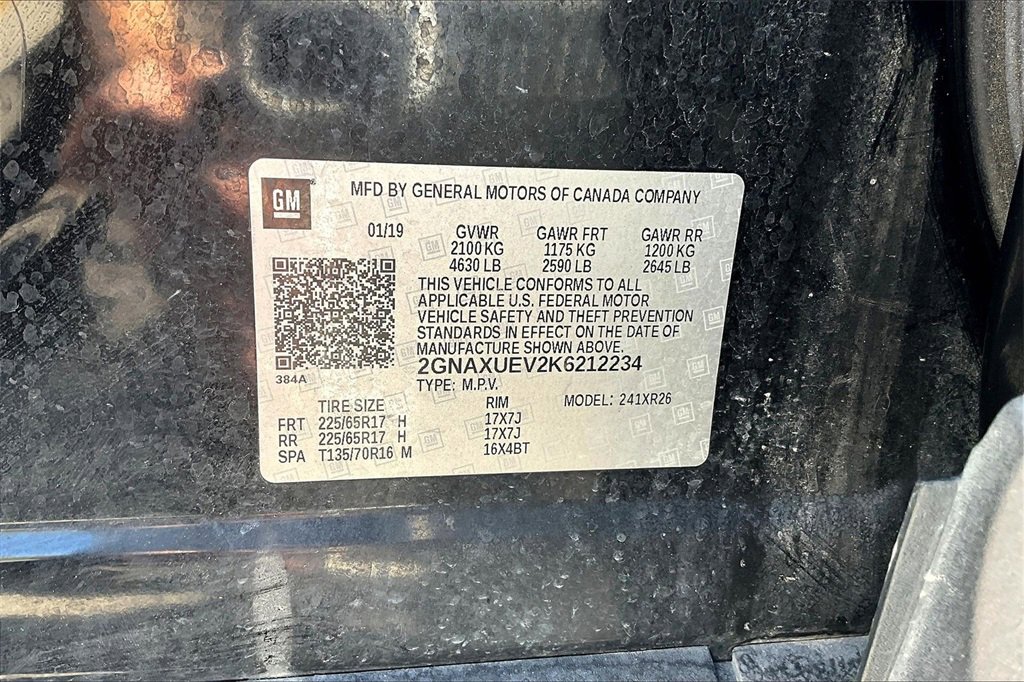 GM®
MFD BY GENERAL MOTORS OF CANADA COMPANY
01/19 GVWR GAWR FRT GAWR RR
2100 KG 1175 KG 1200 KG
4630 LB 2590 LB 2645 LB
THIS VEHICLE CONFORMS TO ALL
APPLICABLE U.S. FEDERAL MOTOR
VEHICLE SAFETY AND THEFT PREVENTION
STANDARDS IN EFFECT ON THE DATE OF
MANUFACTURE SHOWN ABOVE.
2GNAXUEV2K6212234
384A
TYPE: M.P.V. MODEL: 241XR26
TIRE SIZE RIM
FRT 225/65R17 H 17X7J
RR 225/65R17 H 17X7J
SPA T135/70R16 M 16X4BT